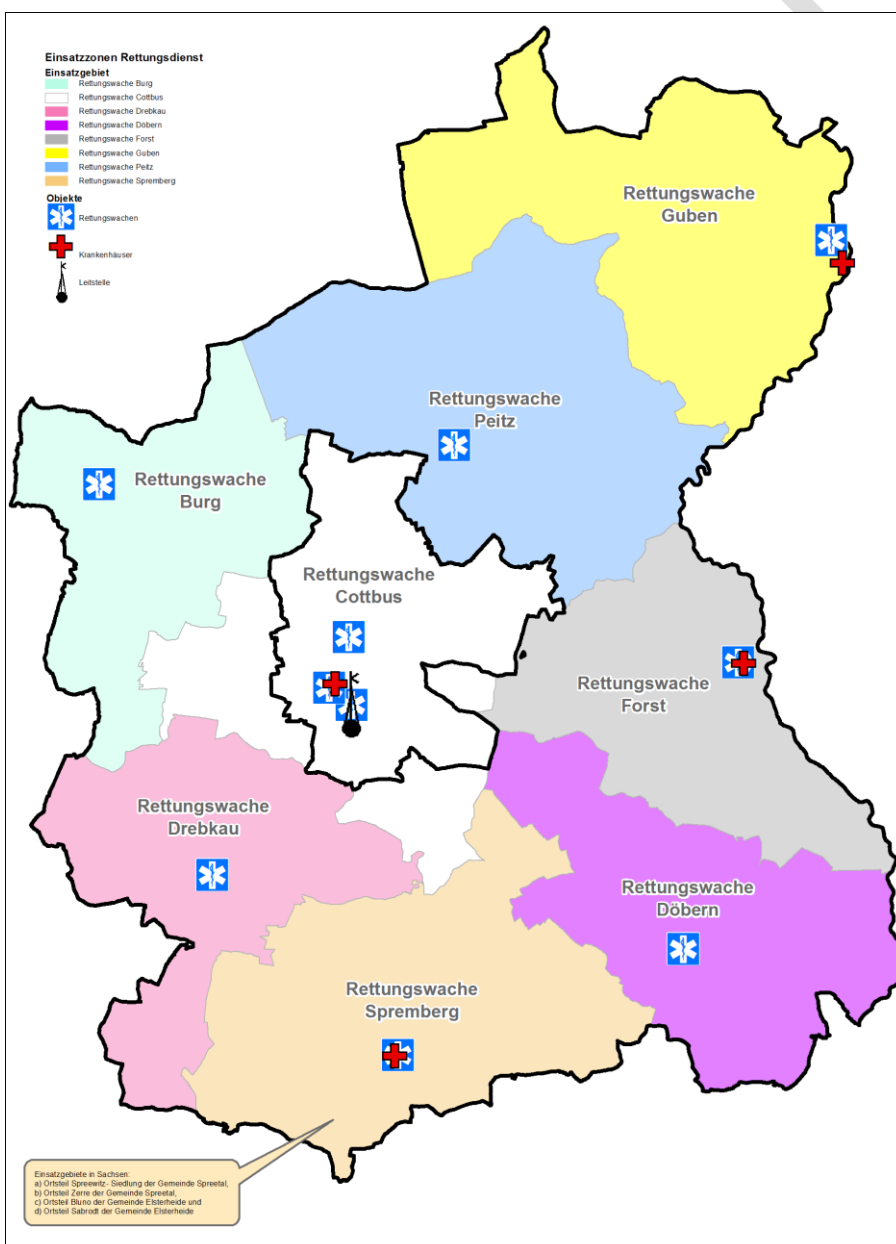 Einsatzzonen Rettungsdienst
Einsatzgebiet
Rettungswache Burg
Rettungswache Cottbus
Rettungswache Drebkau
Rettungswache Döbern
Rettungswache Forst
Rettungswache Guben
Rettungswache Peitz
Rettungswache Spremberg
Objekte
Rettungswachen
Krankenhäuser
Leitstelle
Rettungswache
Guben
Rettungswache
Peitz
Rettungswache
Burg
Rettungswache
Cottbus
Rettungswache
Forst
Rettungswache
Drebkau
Rettungswache
Döbern
Rettungswache
Spremberg
Einsatzgebiete in Sachsen:
a) Ortsteil Spreewitz- Siedlung der Gemeinde Spreetal,
b) Ortsteil Zerre der Gemeinde Spreetal,
c) Ortsteil Bluno der Gemeinde Elsterheide und
d) Ortsteil Sabrodt der Gemeinde Elsterheide